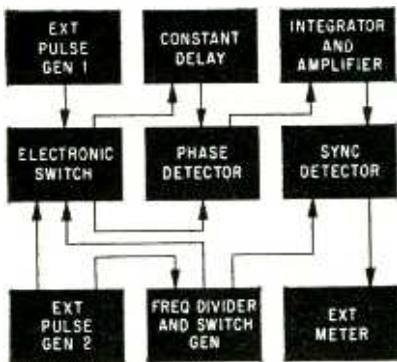 EXT
PULSE
GEN 1
CONSTANT
DELAY
INTEGRATOR
AND
AMPLIFIER
ELECTRONIC
SWITCH
PHASE
DETECTOR
SYNC
DETECTOR
EXT
PULSE
GEN 2
FREQ DIVIDER
AND SWITCH
GEN
EXT
METER